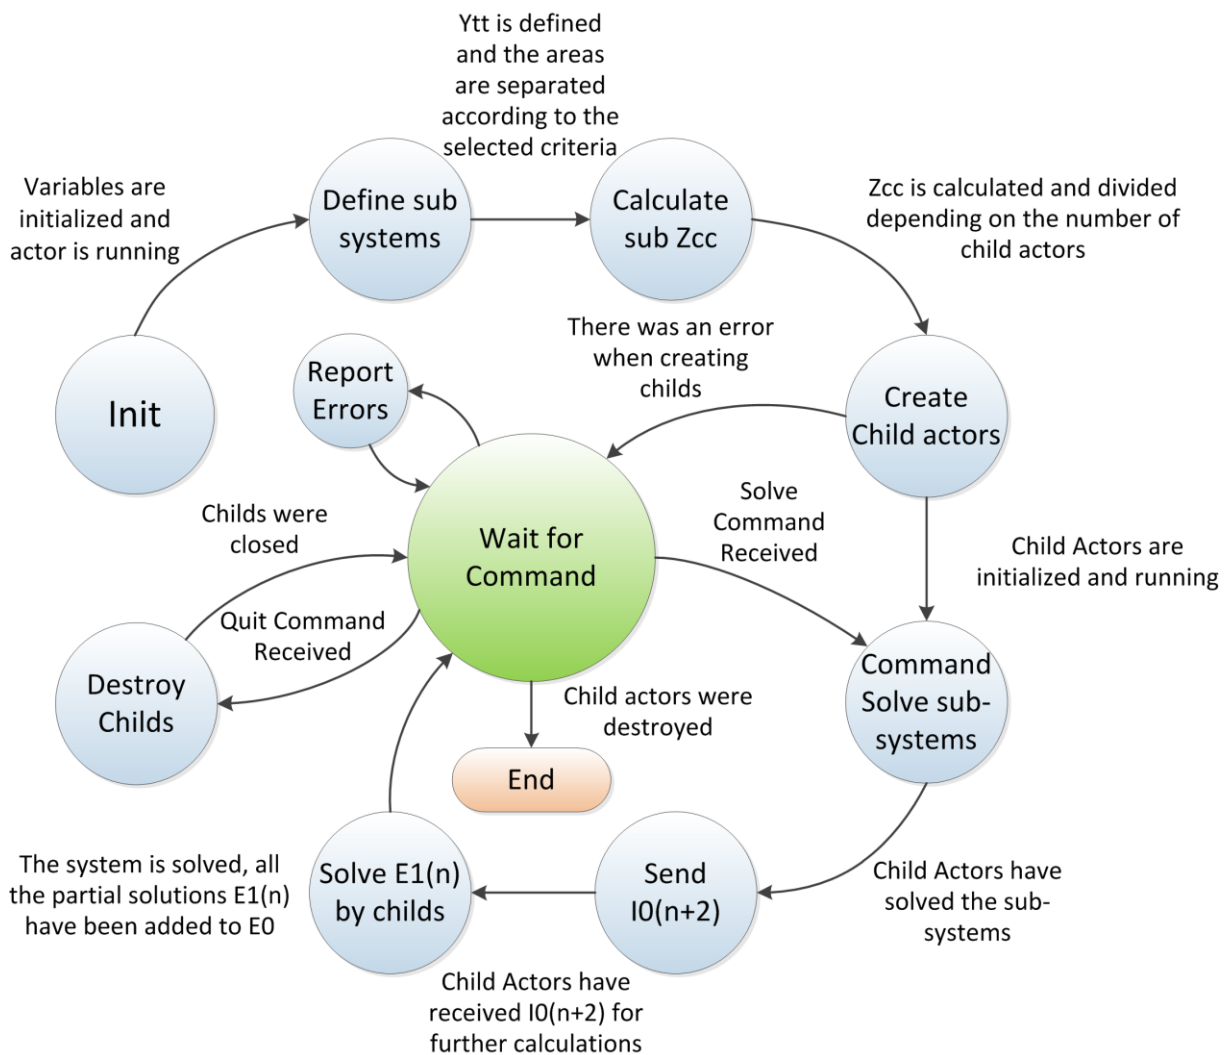 Ytt is defined
and the areas
are separated
according to the
selected criteria
Variables are
initialized and
actor is running
Define sub
systems
Calculate
sub Zcc
Zcc is calculated and divided
depending on the number of
child actors
There was an error
when creating
childs
Report
Errors
Init
Create
Child actors
Childs were
closed
Wait for
Command
Solve
Command
Received
Child Actors are
initialized and running
Quit Command
Received
Destroy
Childs
Command
Solve sub-
systems
Child actors were
destroyed
End
The system is solved, all
the partial solutions E1(n)
have been added to E0
Solve E1(n)
by childs
Send
I0(n+2)
Child Actors have
solved the sub-
systems
Child Actors have
received I0(n+2) for
further calculations